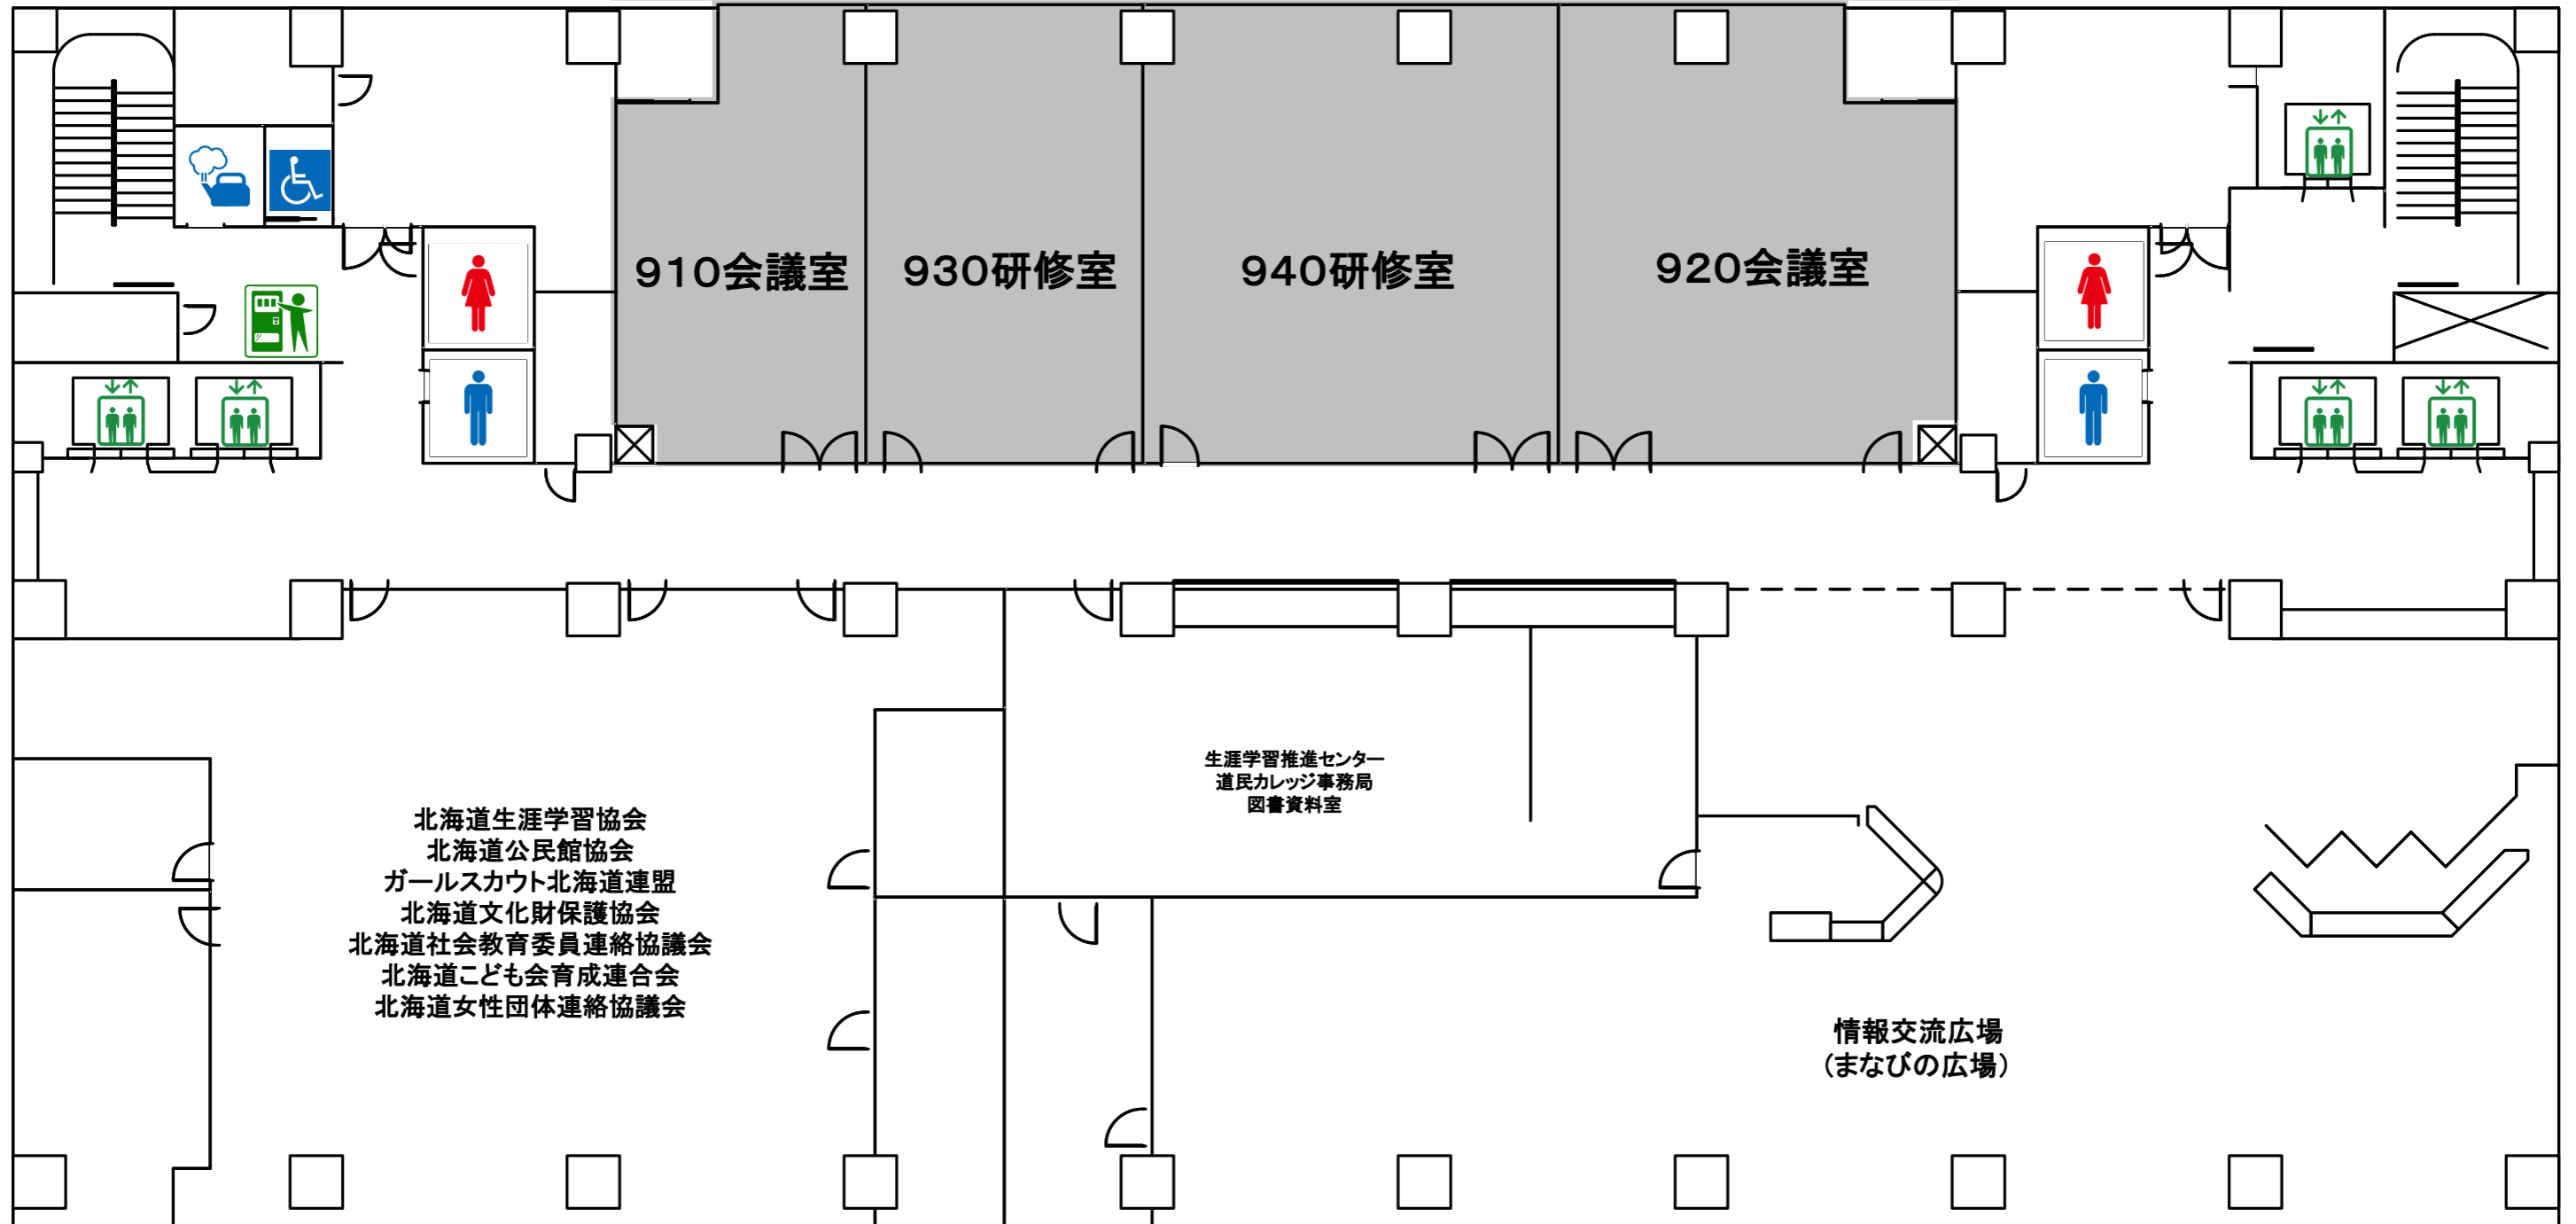 910会議室
930研修室
940研修室
920会議室
生涯学習推進センター
道民カレッジ事務局
図書資料室
北海道生涯学習協会
北海道公民館協会
ガールスカウト北海道連盟
北海道文化財保護協会
北海道社会教育委員連絡協議会
北海道こども会育成連合会
北海道女性団体連絡協議会
情報交流広場
（まなびの広場）